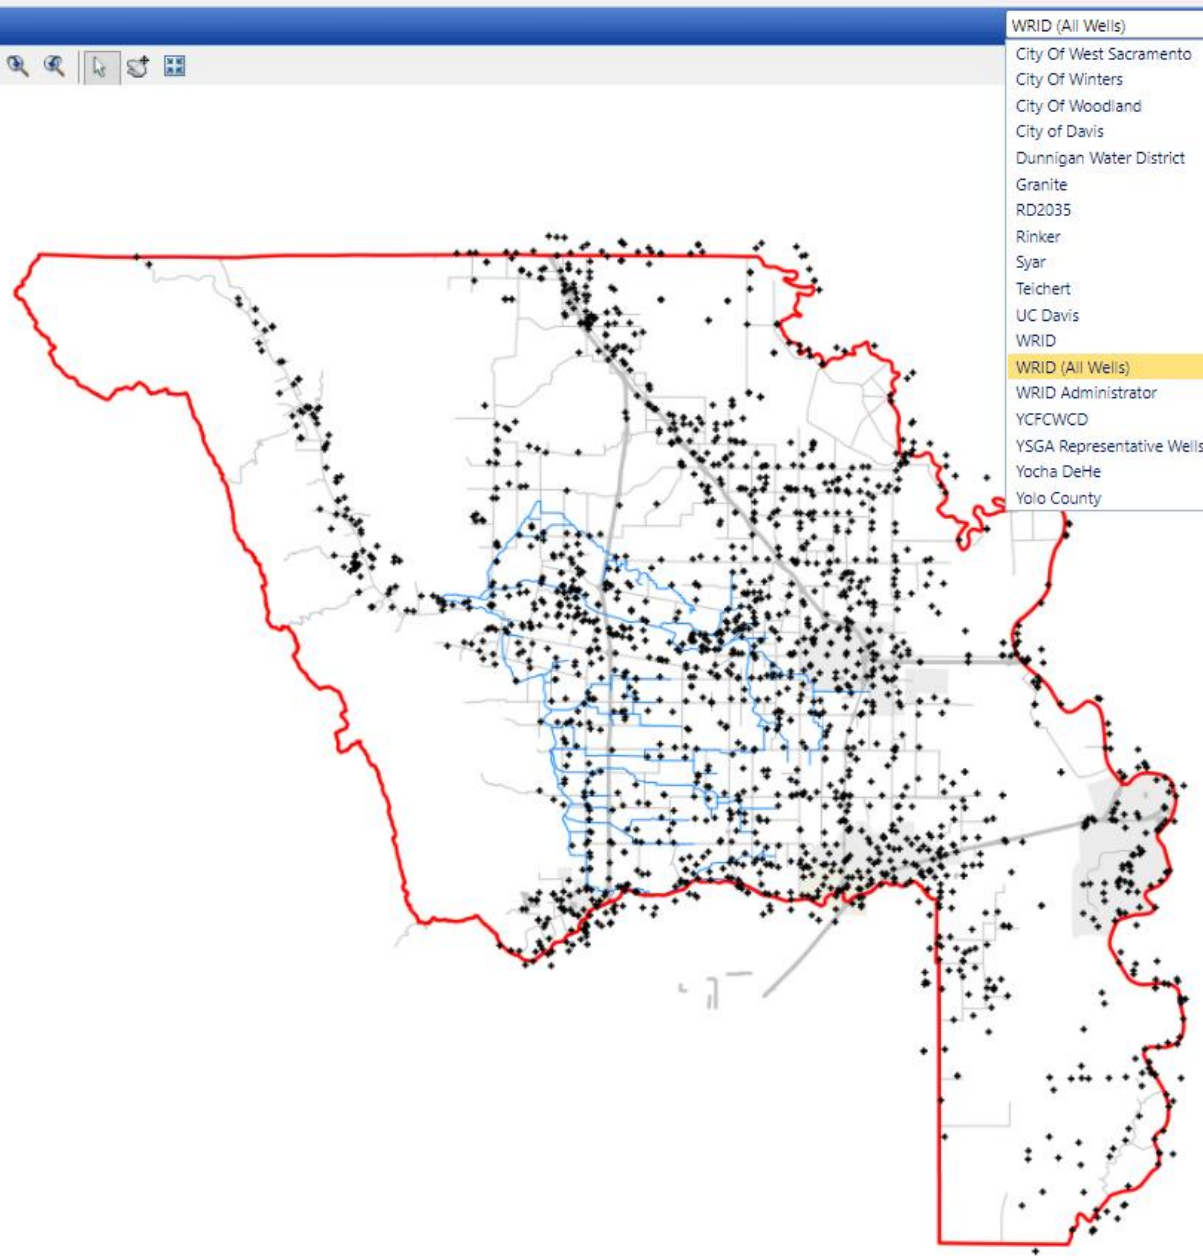 WRID (All Wells)
City Of West Sacramento
City Of Winters
City Of Woodland
City of Davis
Dunnigan Water District
Granite
RD2035
Rinker
Syar
Teichert
UC Davis
WRID
WRID (All Wells)
WRID Administrator
YCFCWCD
YSGA Representative Wells
Yocha DeHe
Yolo County